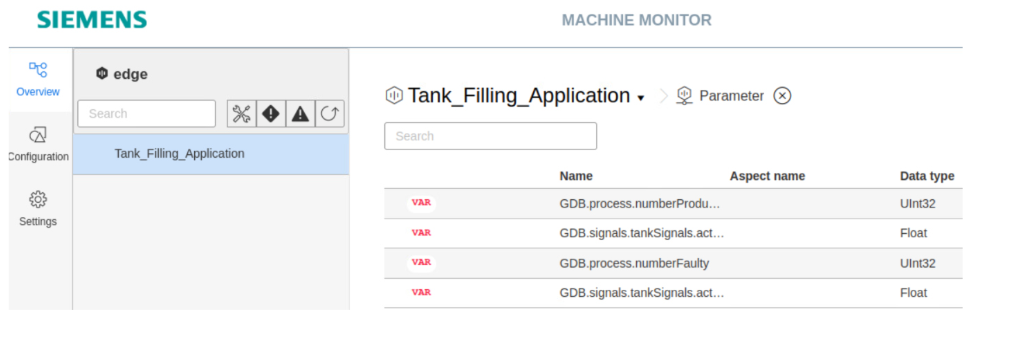 SIEMENS
MACHINE MONITOR
Overview
Configuration
Settings
edge
Search
Tank_Filling_Application
Tank_Filling_Application
Parameter
Search
Name Aspect name Data type
VAR GDB.process.numberProdu... UInt32
VAR GDB.signals.tankSignals.act... Float
VAR GDB.process.numberFaulty UInt32
VAR GDB.signals.tankSignals.act... Float